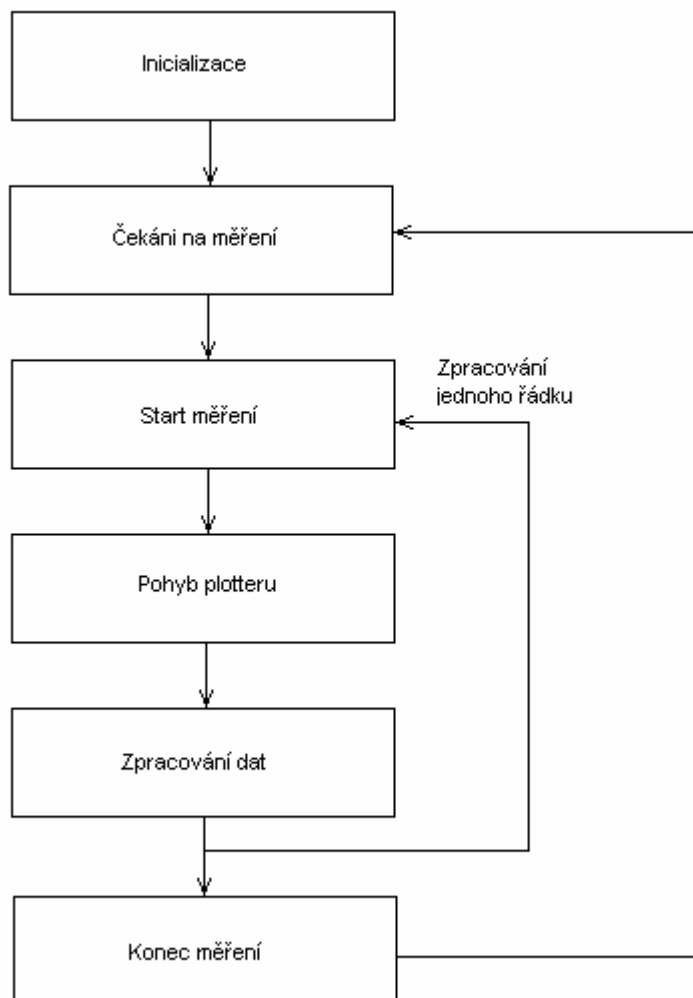 Inicializace
Čekáni na měření
Zpracování
jednoho řádku
Start měření
Pohyb plotteru
Zpracování dat
Konec měření